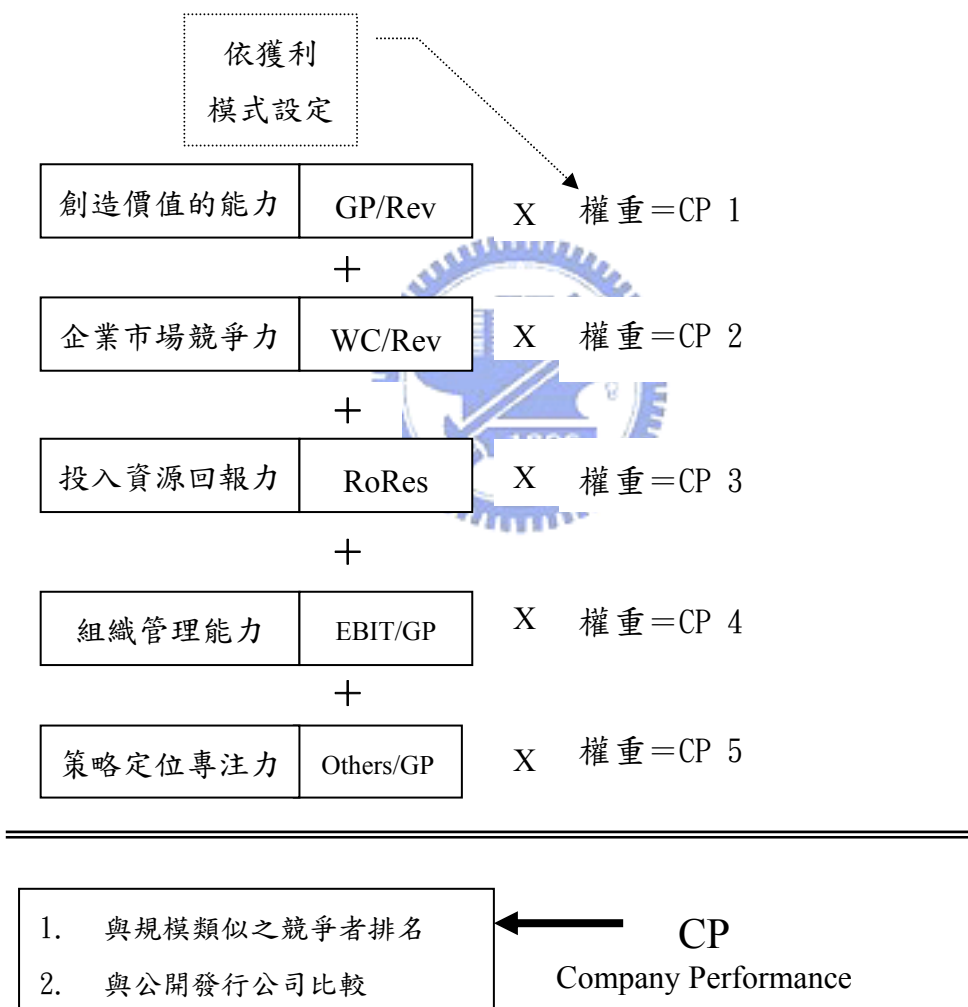 依獲利
模式設定
創造價值的能力 GP/Rev X 權重＝CP 1
＋
企業市場競爭力 WC/Rev X 權重＝CP 2
＋
投入資源回報力 RoRes X 權重＝CP 3
＋
組織管理能力 EBIT/GP X 權重＝CP 4
＋
策略定位專注力 Others/GP X 權重＝CP 5
1. 與規模類似之競爭者排名
2. 與公開發行公司比較
CP
Company Performance